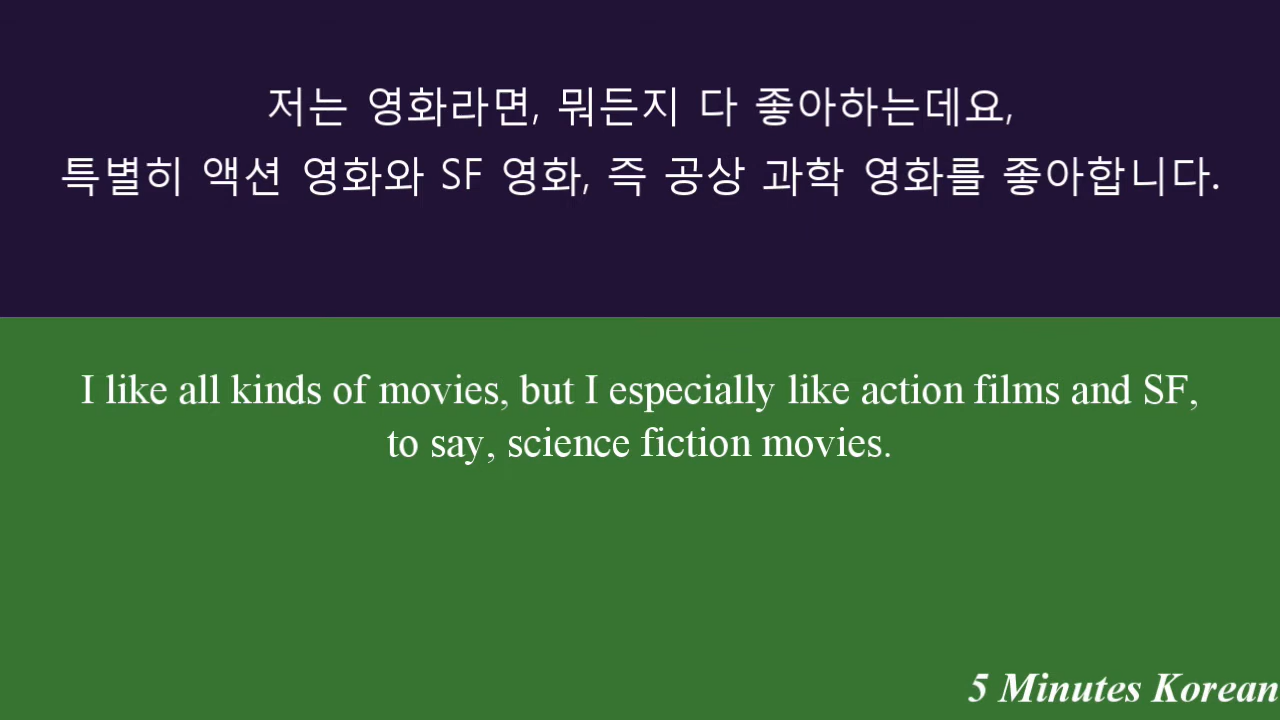 저는 영화라면, 뭐든지 다 좋아하는데요,
특별히 액션 영화와 SF 영화, 즉 공상 과학 영화를 좋아합니다.
I like all kinds of movies, but I especially like action films and SF,
to say, science fiction movies.
5 Minutes Korean